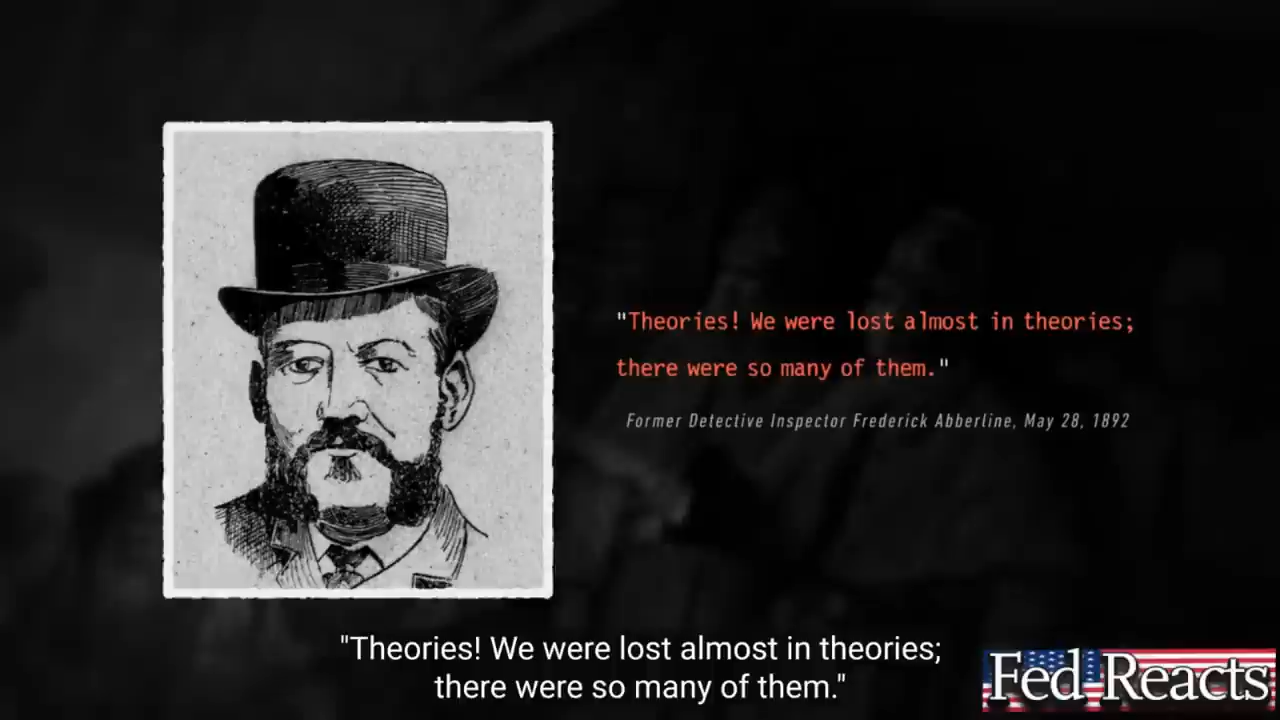 "Theories! We were lost almost in theories;
there were so many of them."
Former Detective Inspector Frederick Abberline, May 28, 1892
"Theories! We were lost almost in theories;
there were so many of them."
Fed Reacts